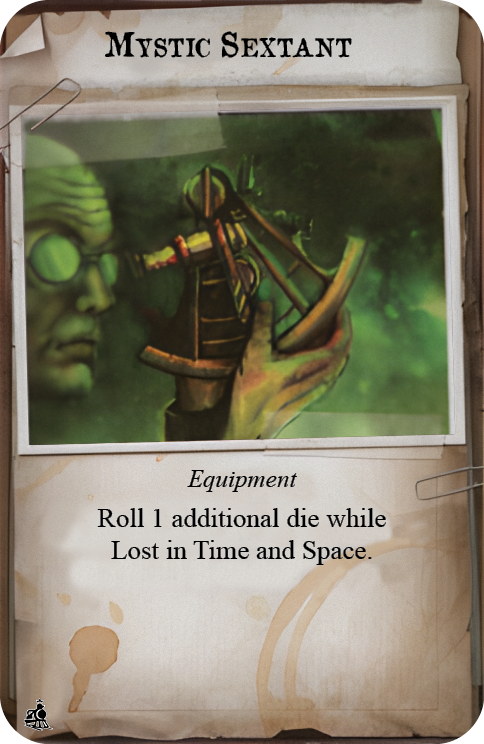 Mystic Sextant
Equipment
Roll 1 additional die while
Lost in Time and Space.